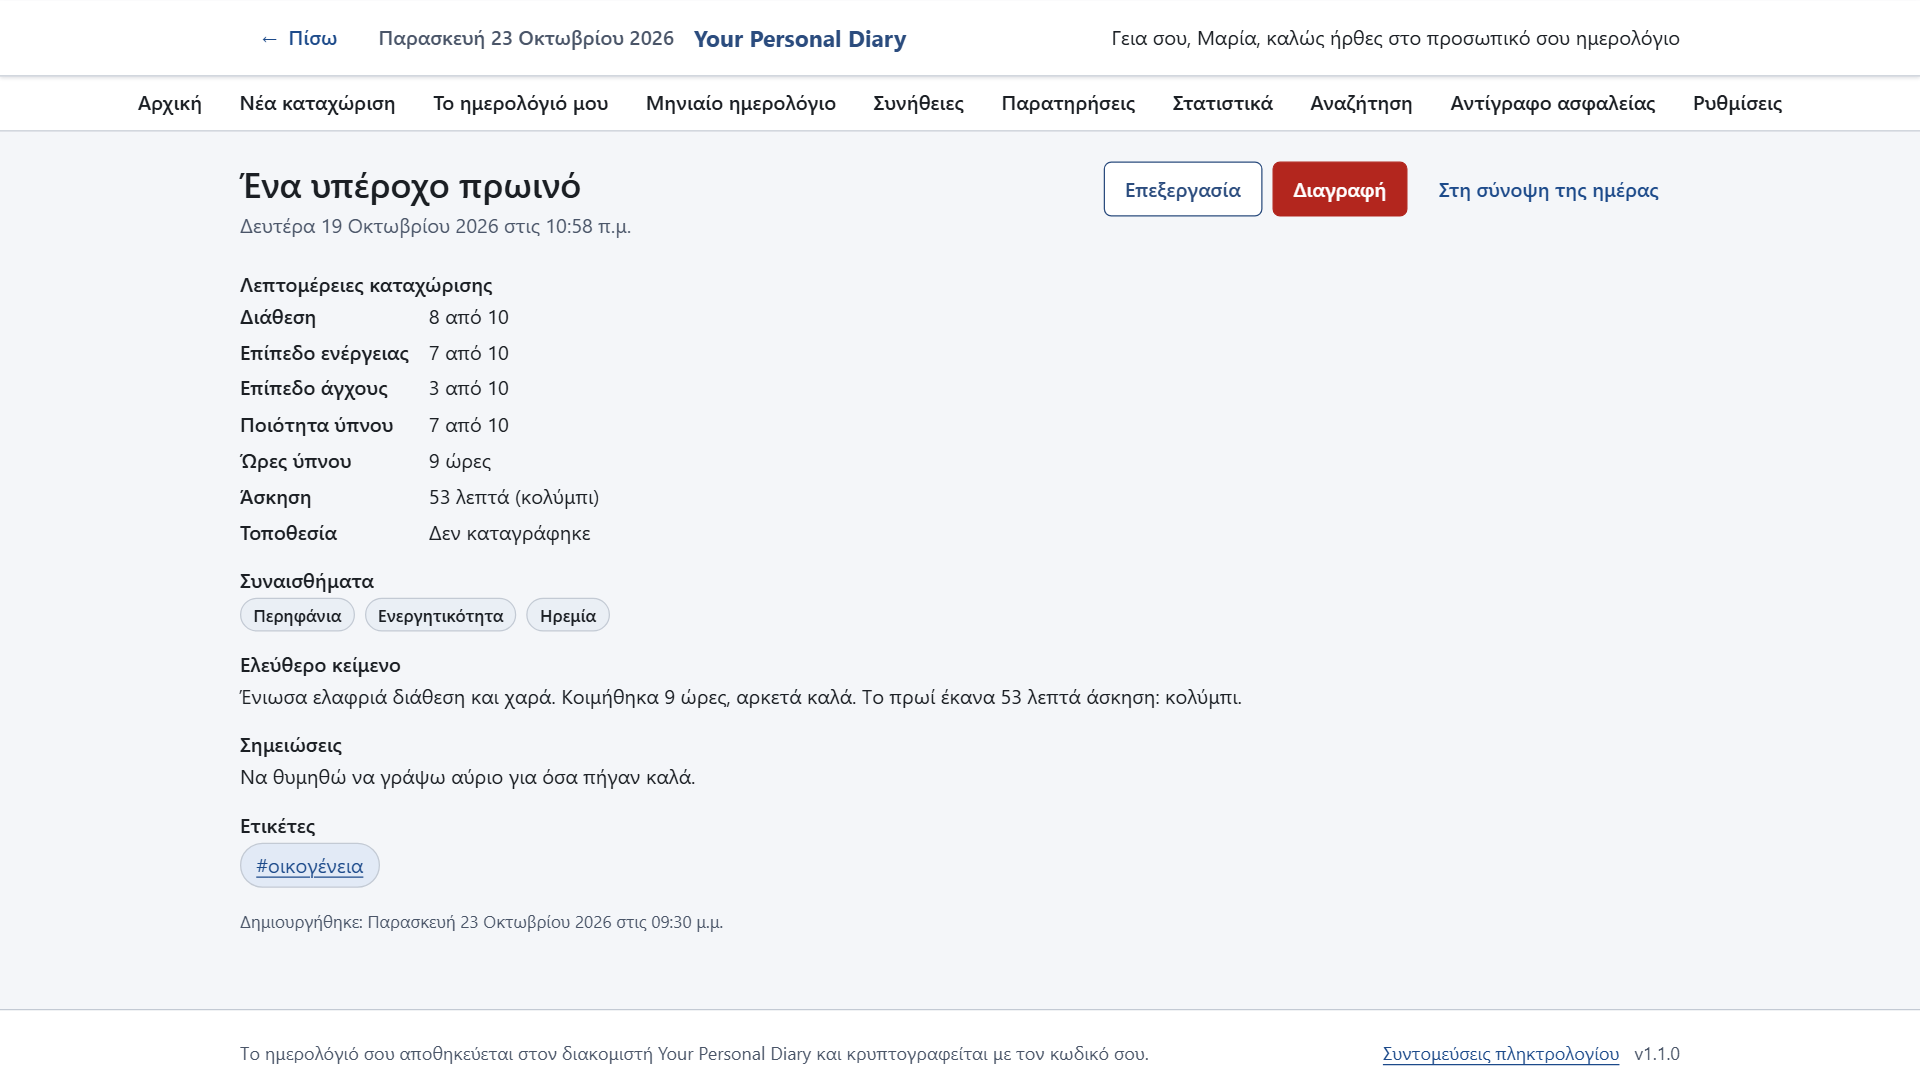 ← Πίσω Παρασκευή 23 Οκτωβρίου 2026 Your Personal Diary Γεια σου, Μαρία, καλώς ήρθες στο προσωπικό σου ημερολόγιο
Αρχική Νέα καταχώριση Το ημερολόγιό μου Μηνιαίο ημερολόγιο Συνήθειες Παρατηρήσεις Στατιστικά Αναζήτηση Αντίγραφο ασφαλείας Ρυθμίσεις
Ένα υπέροχο πρωινό
Επεξεργασία Διαγραφή Στη σύνοψη της ημέρας
Δευτέρα 19 Οκτωβρίου 2026 στις 10:58 π.μ.
Λεπτομέρειες καταχώρισης
Διάθεση 8 από 10
Επίπεδο ενέργειας 7 από 10
Επίπεδο άγχους 3 από 10
Ποιότητα ύπνου 7 από 10
Ώρες ύπνου 9 ώρες
Άσκηση 53 λεπτά (κολύμπι)
Τοποθεσία Δεν καταγράφηκε
Συναισθήματα
Περηφάνια Ενεργητικότητα Ηρεμία
Ελεύθερο κείμενο
Ένιωσα ελαφριά διάθεση και χαρά. Κοιμήθηκα 9 ώρες, αρκετά καλά. Το πρωί έκανα 53 λεπτά άσκηση: κολύμπι.
Σημειώσεις
Να θυμηθώ να γράψω αύριο για όσα πήγαν καλά.
Ετικέτες
#οικογένεια
Δημιουργήθηκε: Παρασκευή 23 Οκτωβρίου 2026 στις 09:30 μ.μ.
Το ημερολόγιό σου αποθηκεύεται στον διακομιστή Your Personal Diary και κρυπτογραφείται με τον κωδικό σου. Συντομεύσεις πληκτρολογίου v1.1.0